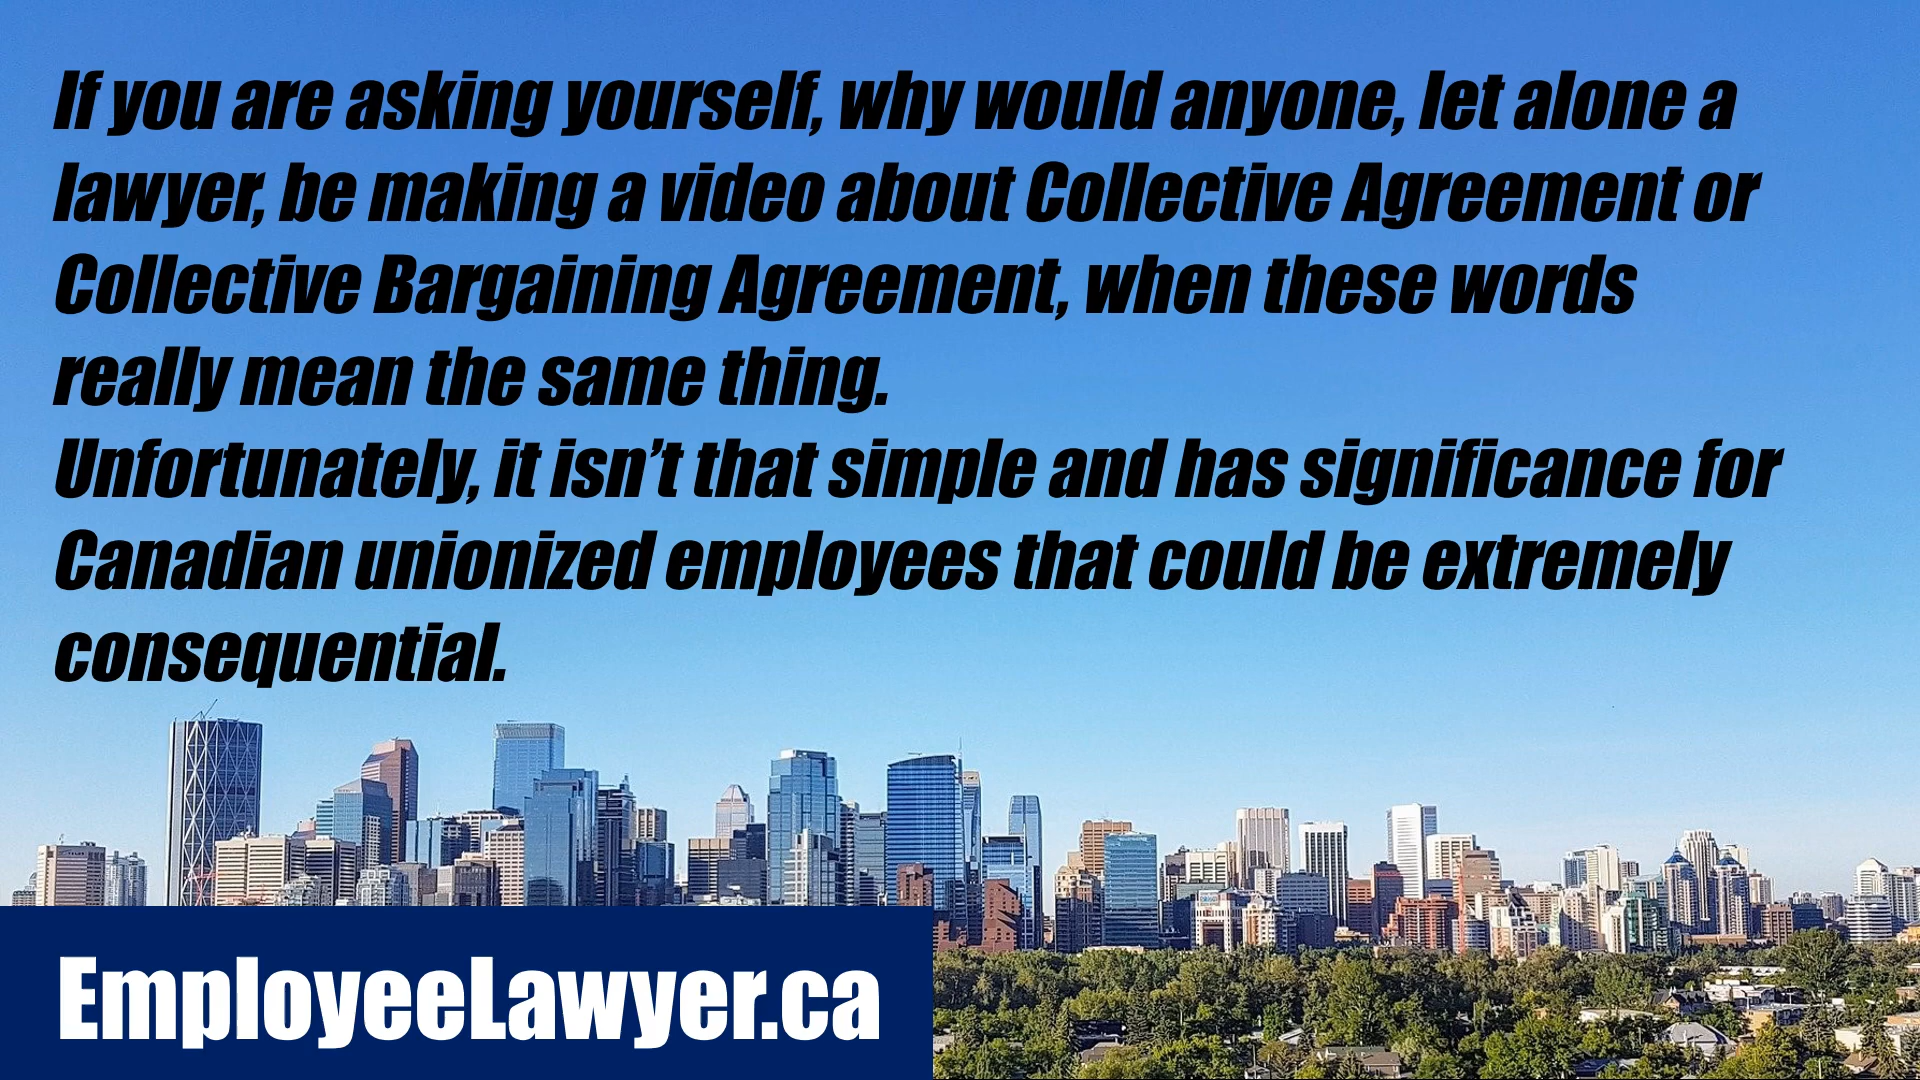 If you are asking yourself, why would anyone, let alone a
lawyer, be making a video about Collective Agreement or
Collective Bargaining Agreement, when these words
really mean the same thing.
Unfortunately, it isn’t that simple and has significance for
Canadian unionized employees that could be extremely
consequential.
EmployeeLawyer.ca